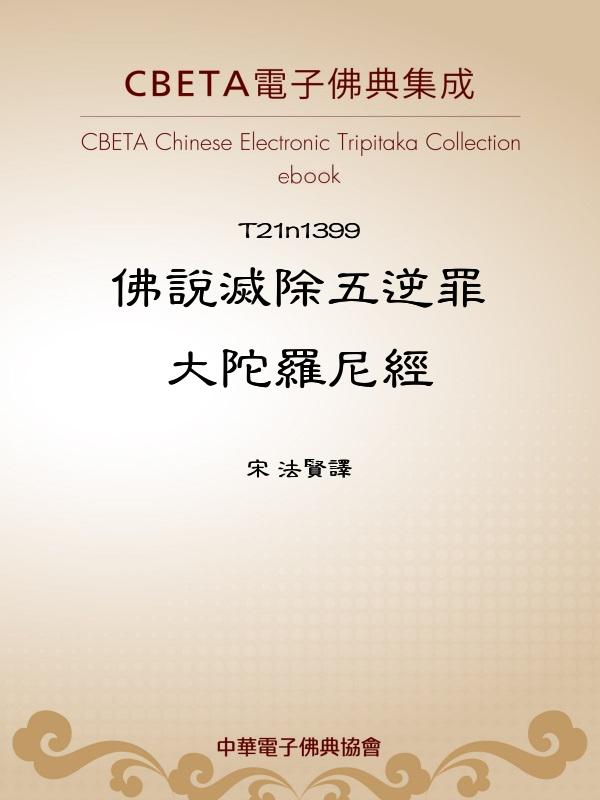 CBETA電子佛典集成
CBETA Chinese Electronic Tripitaka Collection
ebook
T21n1399
佛說滅除五逆罪
大陀羅尼經
宋 法賢譯
中華電子佛典協會